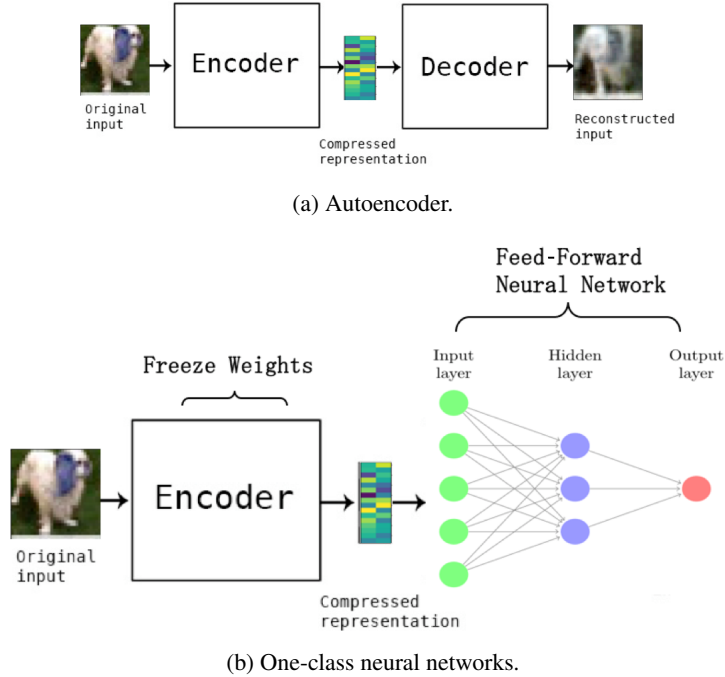 Encoder
Decoder
Original
input
Compressed
representation
Reconstructed
input
(a) Autoencoder.
Feed-Forward
Neural Network
Freeze Weights
Input
layer
Hidden
layer
Output
layer
Encoder
Original
input
Compressed
representation
(b) One-class neural networks.